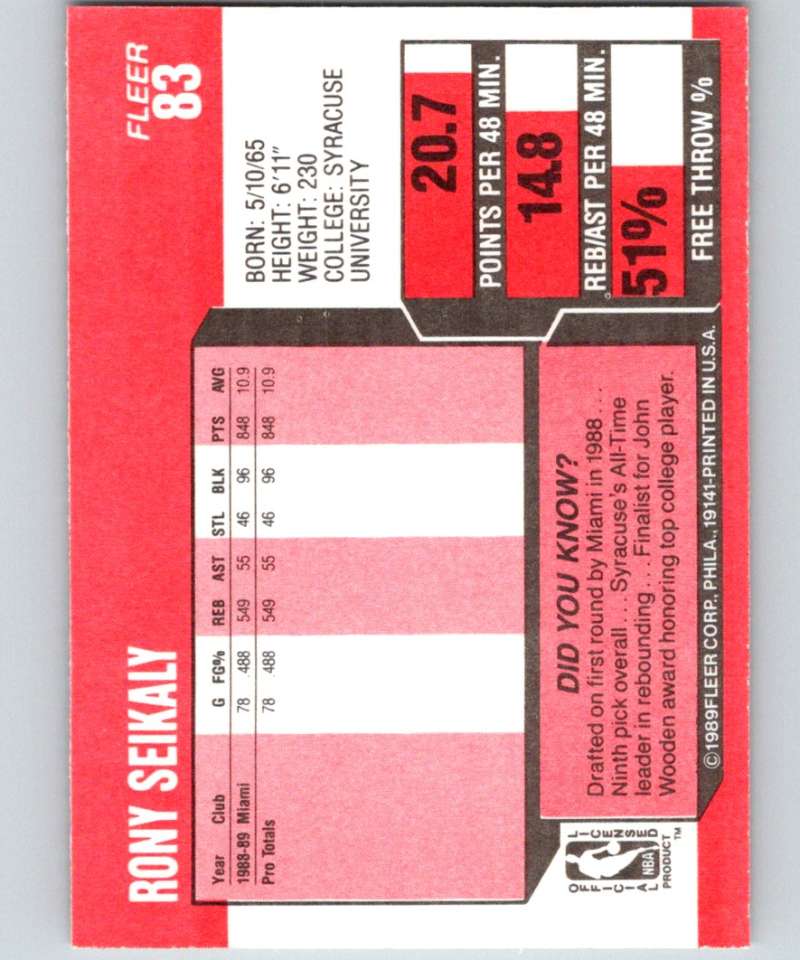 RONY SEIKALY
FLEER
83
Year Club G FG% REB AST STL BLK PTS AVG
1988-89 Miami 78 .488 549 55 46 96 848 10.9
Pro Totals 78 .488 549 55 46 96 848 10.9
BORN: 5/10/65
HEIGHT: 6'11"
WEIGHT: 230
COLLEGE: SYRACUSE
UNIVERSITY
20.7
POINTS PER 48 MIN.
14.8
REB/AST PER 48 MIN.
51%
FREE THROW %
DID YOU KNOW?
Drafted on first round by Miami in 1988 . . .
Ninth pick overall . . . Syracuse's All-Time
leader in rebounding . . . Finalist for John
Wooden award honoring top college player.
OFFICIAL
LICENSED
NBA
PRODUCT™
©1989FLEER CORP., PHILA., 19141-PRINTED IN U.S.A.